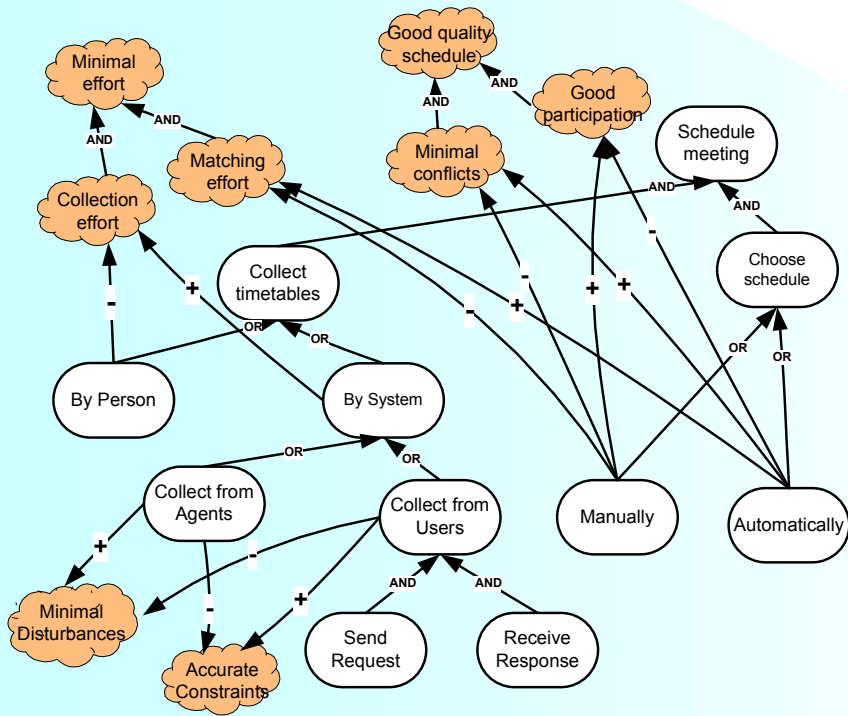 Good quality
schedule
Minimal
effort
AND
Good
participation
AND
AND
AND
Schedule
meeting
Matching
effort
Minimal
conflicts
AND
Collection
effort
AND
Collect
timetables
Choose
schedule
-
-
+
-
+
+
+
-
OR
OR
OR
OR
By Person
By System
OR
OR
Collect from
Agents
Collect from
Users
Manually
Automatically
+
-
-
+
AND
AND
Minimal
Disturbances
Send
Request
Receive
Response
Accurate
Constraints